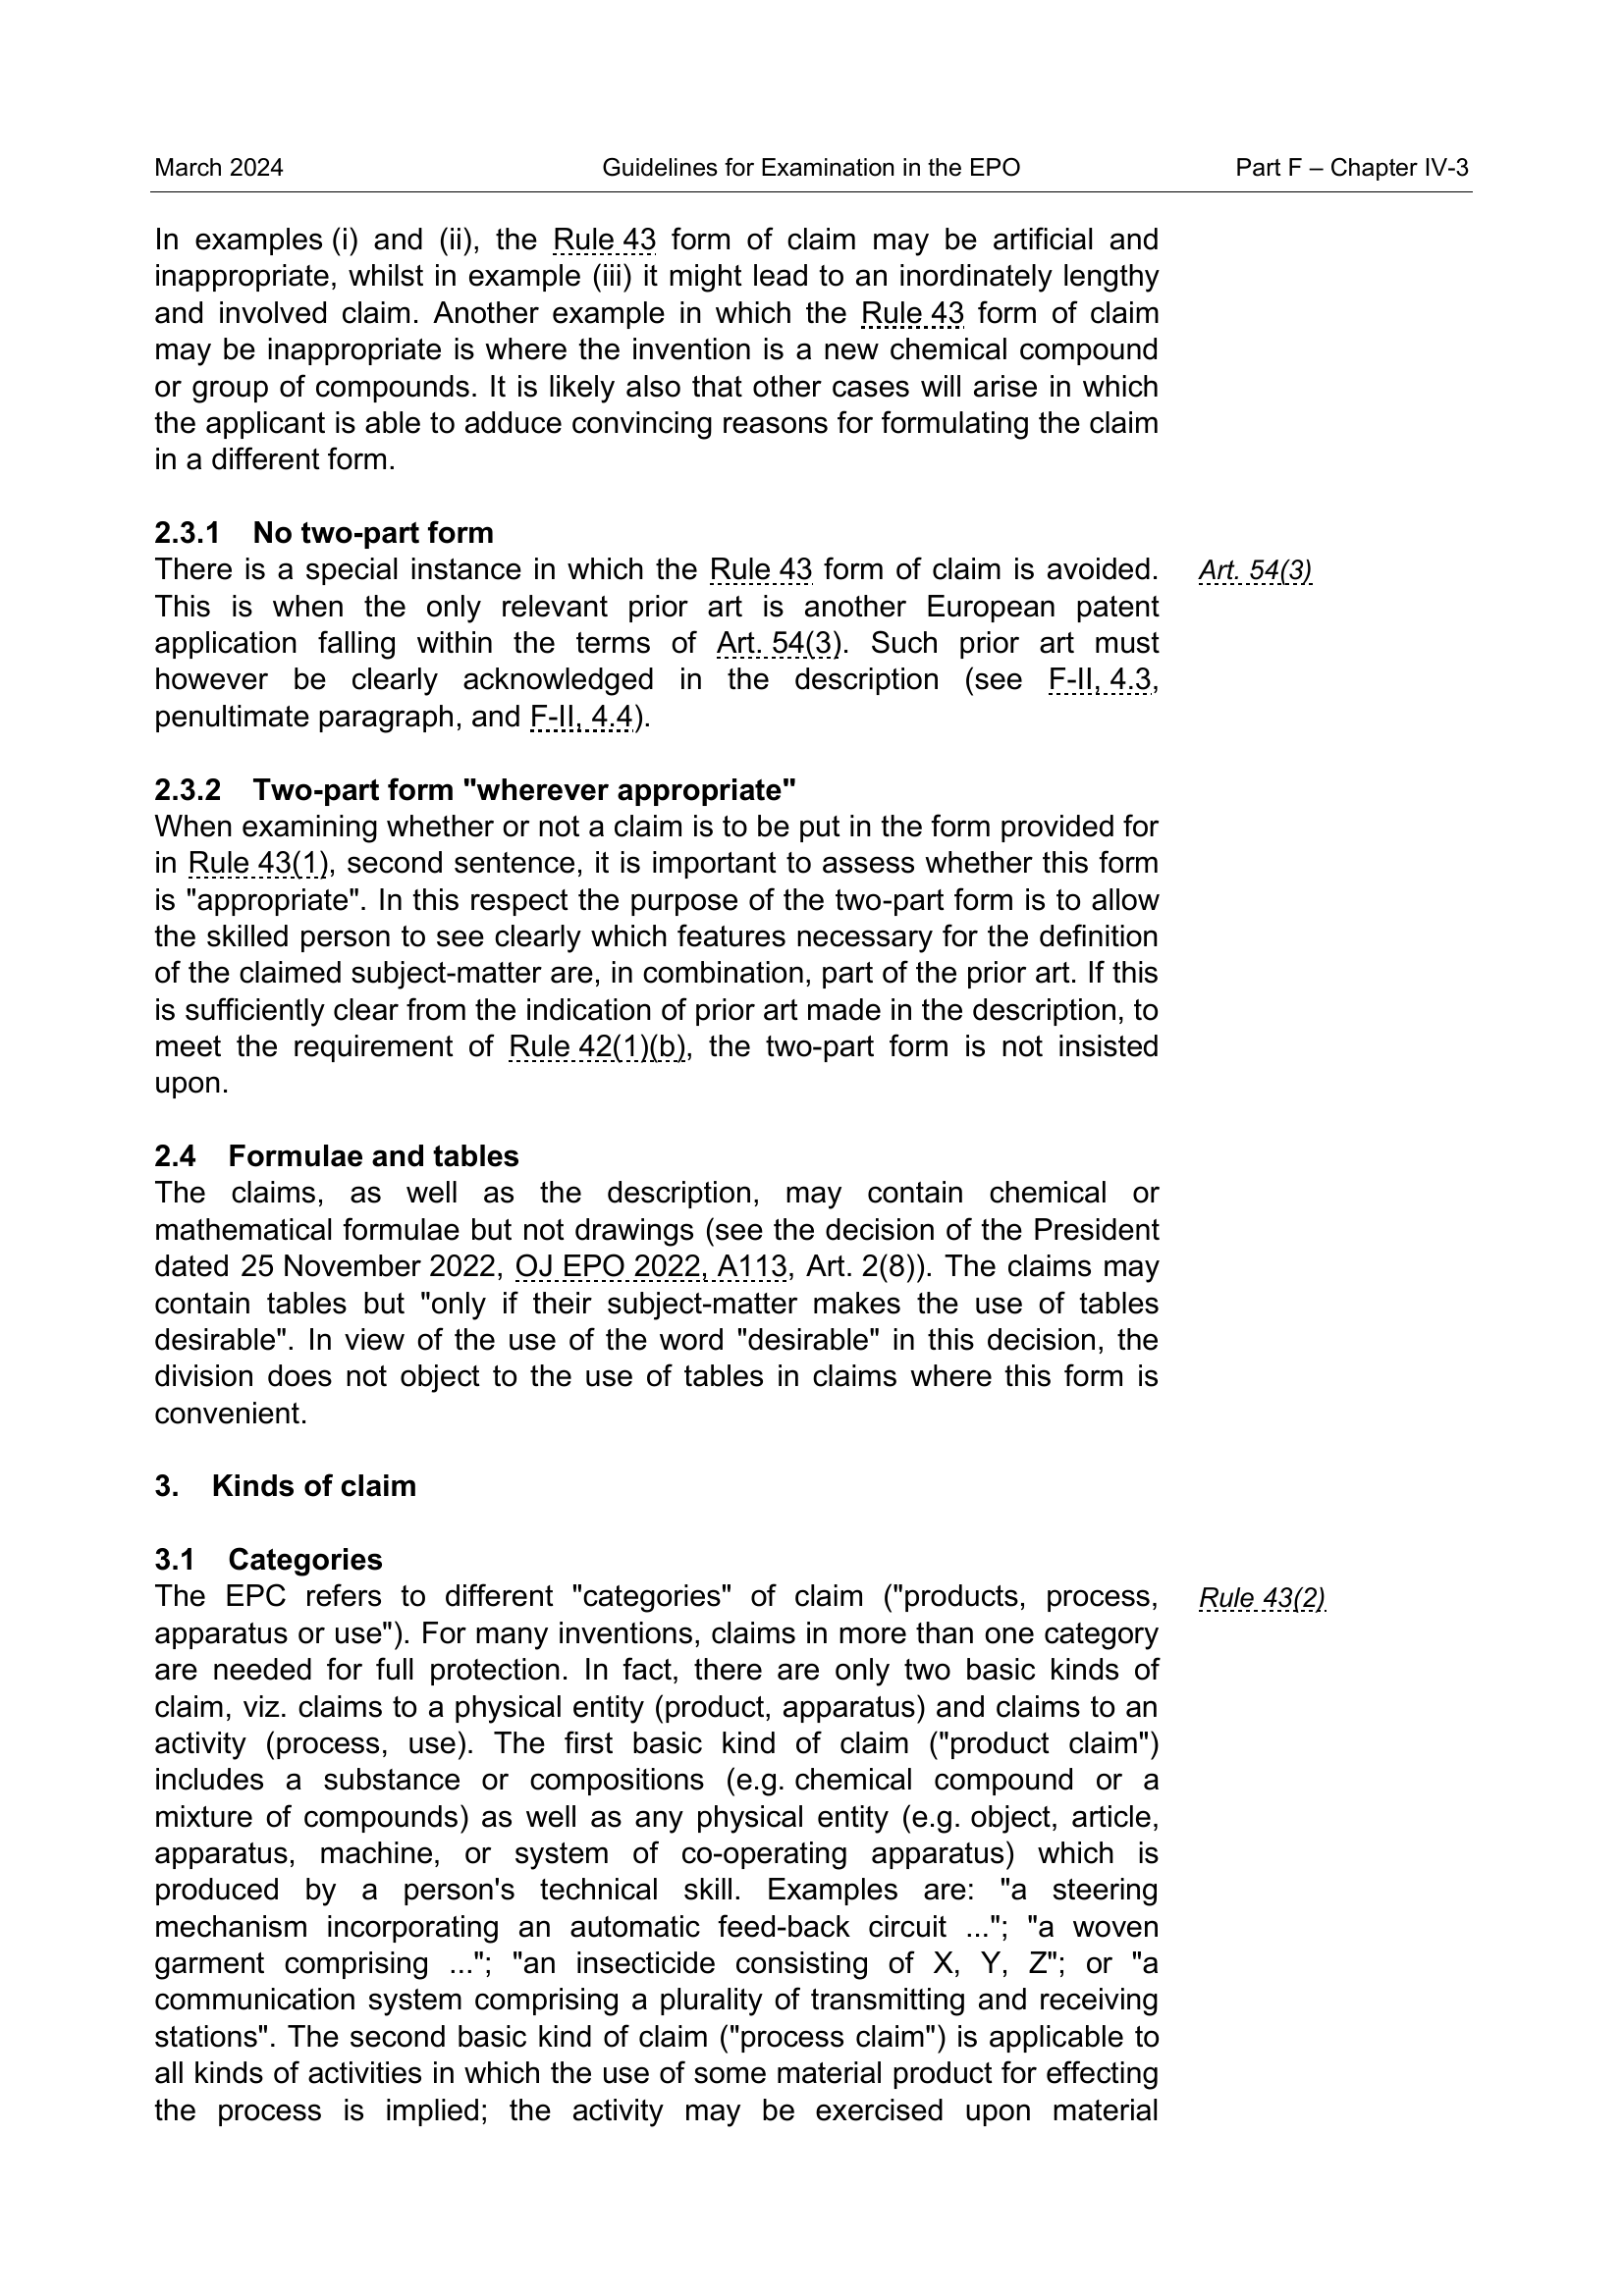 March 2024 Guidelines for Examination in the EPO Part F – Chapter IV-3
In examples (i) and (ii), the Rule 43 form of claim may be artificial and
inappropriate, whilst in example (iii) it might lead to an inordinately lengthy
and involved claim. Another example in which the Rule 43 form of claim
may be inappropriate is where the invention is a new chemical compound
or group of compounds. It is likely also that other cases will arise in which
the applicant is able to adduce convincing reasons for formulating the claim
in a different form.
2.3.1 No two-part form
There is a special instance in which the Rule 43 form of claim is avoided. Art. 54(3)
This is when the only relevant prior art is another European patent
application falling within the terms of Art. 54(3). Such prior art must
however be clearly acknowledged in the description (see F-II, 4.3,
penultimate paragraph, and F-II, 4.4).
2.3.2 Two-part form "wherever appropriate"
When examining whether or not a claim is to be put in the form provided for
in Rule 43(1), second sentence, it is important to assess whether this form
is "appropriate". In this respect the purpose of the two-part form is to allow
the skilled person to see clearly which features necessary for the definition
of the claimed subject-matter are, in combination, part of the prior art. If this
is sufficiently clear from the indication of prior art made in the description, to
meet the requirement of Rule 42(1)(b), the two-part form is not insisted
upon.
2.4 Formulae and tables
The claims, as well as the description, may contain chemical or
mathematical formulae but not drawings (see the decision of the President
dated 25 November 2022, OJ EPO 2022, A113, Art. 2(8)). The claims may
contain tables but "only if their subject-matter makes the use of tables
desirable". In view of the use of the word "desirable" in this decision, the
division does not object to the use of tables in claims where this form is
convenient.
3. Kinds of claim
3.1 Categories
The EPC refers to different "categories" of claim ("products, process, Rule 43(2)
apparatus or use"). For many inventions, claims in more than one category
are needed for full protection. In fact, there are only two basic kinds of
claim, viz. claims to a physical entity (product, apparatus) and claims to an
activity (process, use). The first basic kind of claim ("product claim")
includes a substance or compositions (e.g. chemical compound or a
mixture of compounds) as well as any physical entity (e.g. object, article,
apparatus, machine, or system of co-operating apparatus) which is
produced by a person's technical skill. Examples are: "a steering
mechanism incorporating an automatic feed-back circuit ..."; "a woven
garment comprising ..."; "an insecticide consisting of X, Y, Z"; or "a
communication system comprising a plurality of transmitting and receiving
stations". The second basic kind of claim ("process claim") is applicable to
all kinds of activities in which the use of some material product for effecting
the process is implied; the activity may be exercised upon material